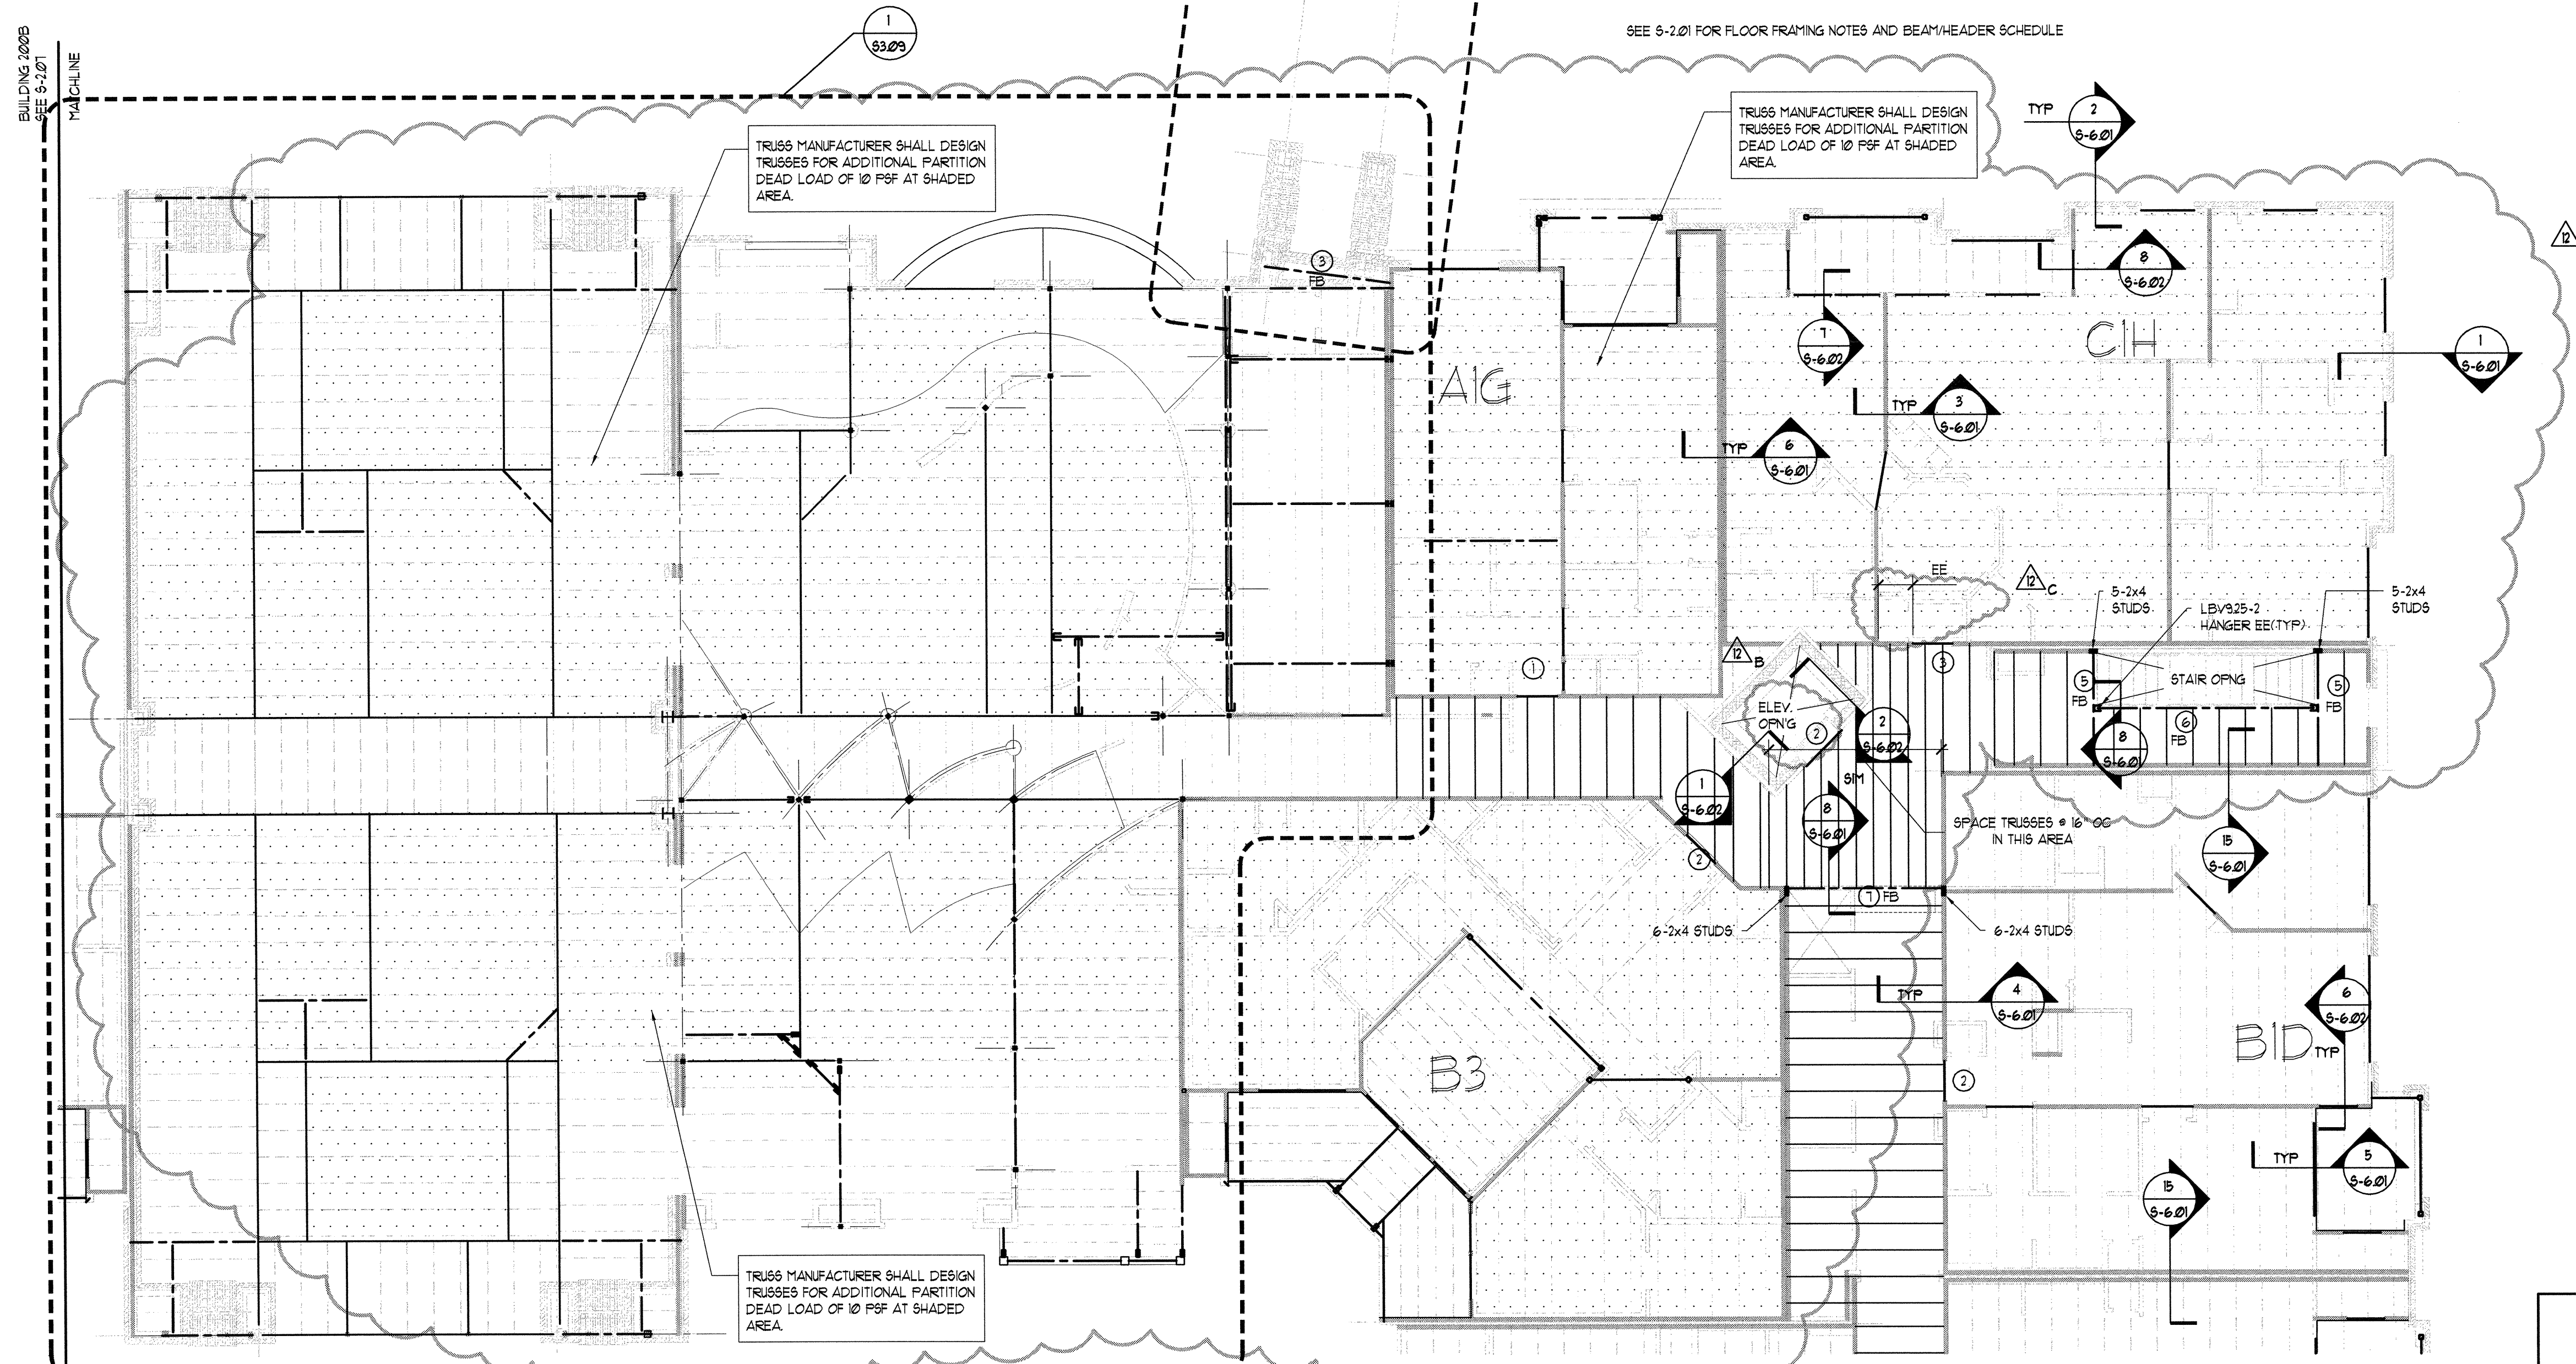 BUILDING 200B
SEE S-2.07
MATCHLINE
1
S3.09
SEE S-2.01 FOR FLOOR FRAMING NOTES AND BEAM/HEADER SCHEDULE
TRUSS MANUFACTURER SHALL DESIGN
TRUSSES FOR ADDITIONAL PARTITION
DEAD LOAD OF 10 PSF AT SHADED
AREA.
TRUSS MANUFACTURER SHALL DESIGN
TRUSSES FOR ADDITIONAL PARTITION
DEAD LOAD OF 10 PSF AT SHADED
AREA.
TYP
2
S-6.01
12
3
FB
8
S-6.02
7
S-6.02
C1H
1
S-6.01
A1G
TYP
3
S-6.01
TYP
6
S-6.01
EE
12
C
5-2x4
STUDS
LBV9.25-2
HANGER EE(TYP)
5-2x4
STUDS
12
B
1
3
5
FB
STAIR OPNG
5
FB
ELEV.
OPN'G
2
2
S-6.02
6
FB
8
S-6.01
SIM
1
S-6.02
8
S-6.01
SPACE TRUSSES @ 16" OC
IN THIS AREA
15
S-6.01
2
7
FB
6-2x4 STUDS
6-2x4 STUDS
TYP
4
S-6.01
6
S-6.02
B1D
TYP
B3
2
TYP
5
S-6.01
15
S-6.01
TRUSS MANUFACTURER SHALL DESIGN
TRUSSES FOR ADDITIONAL PARTITION
DEAD LOAD OF 10 PSF AT SHADED
AREA.